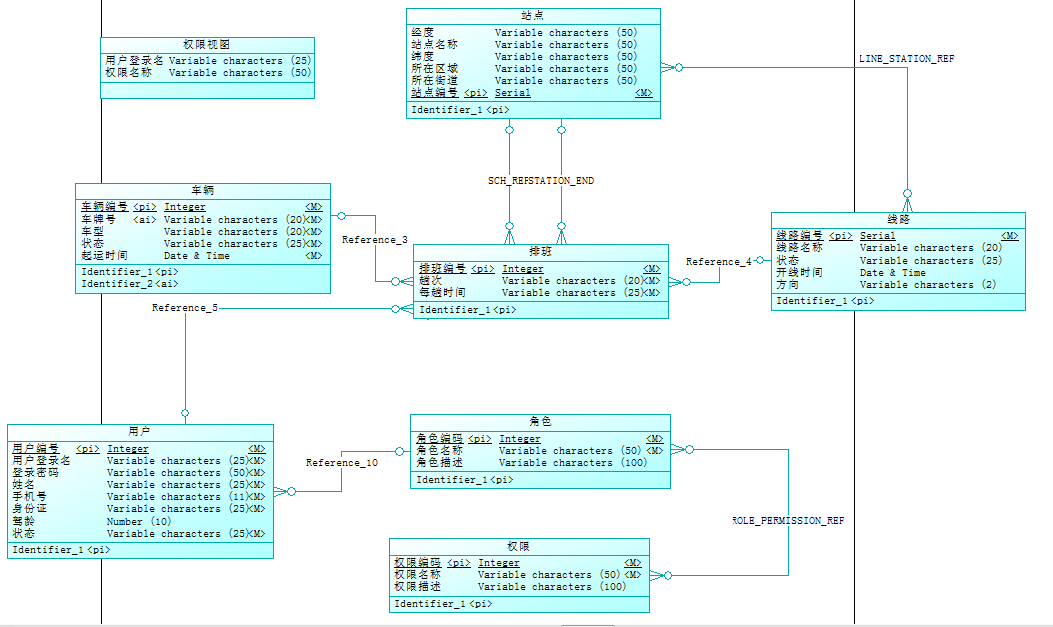 站点
经度 Variable characters (50)
站点名称 Variable characters (50)
纬度 Variable characters (50)
所在区域 Variable characters (50)
所在街道 Variable characters (50)
站点编号 <pi> Serial <M>
Identifier_1 <pi>
权限视图
用户登录名 Variable characters (25)
权限名称 Variable characters (50)
LINE_STATION_REF
SCH_REFSTATION_END
车辆
车辆编号 <pi> Integer <M>
车牌号 <ai> Variable characters (20)<M>
车型 Variable characters (20)<M>
状态 Variable characters (25)<M>
起运时间 Date & Time <M>
Identifier_1 <pi>
Identifier_2 <ai>
Reference_3
排班
排班编号 <pi> Integer <M>
趟次 Variable characters (20)<M>
每趟时间 Variable characters (25)<M>
Identifier_1 <pi>
Reference_4
线路
线路编号 <pi> Serial <M>
线路名称 Variable characters (20)
状态 Variable characters (25)
开线时间 Date & Time
方向 Variable characters (2)
Identifier_1 <pi>
Reference_5
用户
用户编号 <pi> Integer <M>
用户登录名 Variable characters (25)<M>
登录密码 Variable characters (50)<M>
姓名 Variable characters (25)<M>
手机号 Variable characters (11)<M>
身份证 Variable characters (25)<M>
驾龄 Number (10)
状态 Variable characters (25)<M>
Identifier_1 <pi>
Reference_10
角色
角色编码 <pi> Integer <M>
角色名称 Variable characters (50) <M>
角色描述 Variable characters (100)
Identifier_1 <pi>
ROLE_PERMISSION_REF
权限
权限编码 <pi> Integer <M>
权限名称 Variable characters (50) <M>
权限描述 Variable characters (100)
Identifier_1 <pi>